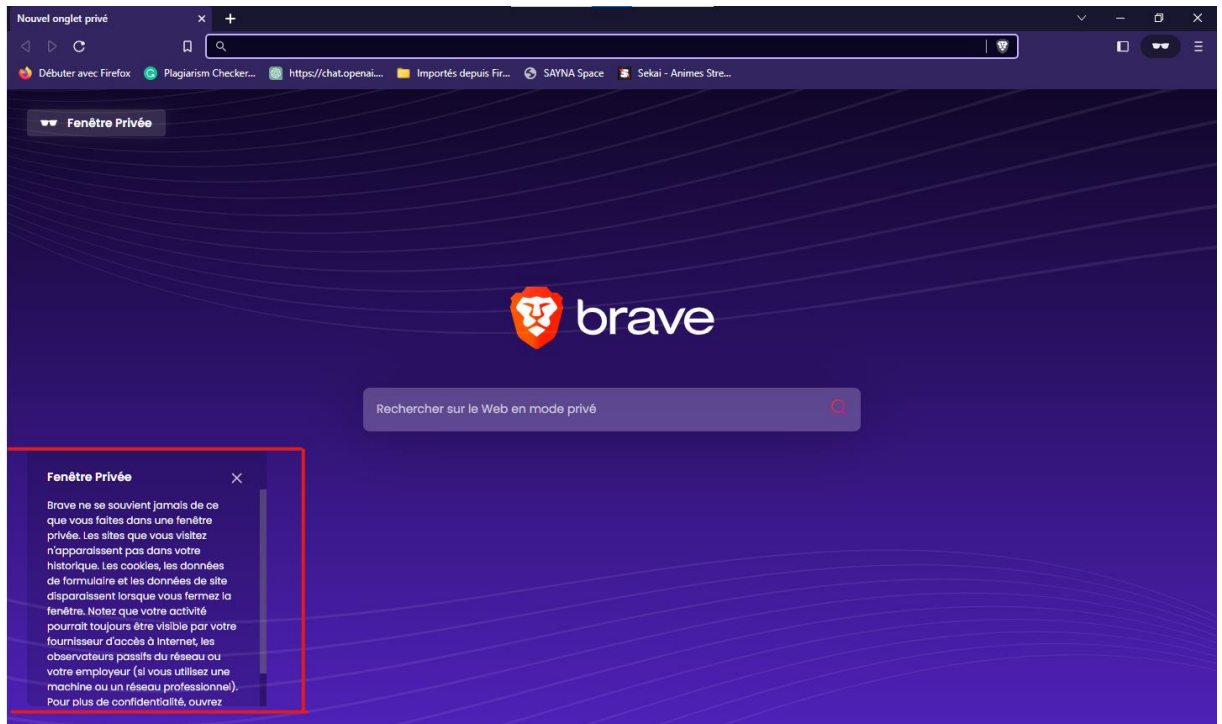 Nouvel onglet privé
Débuter avec Firefox Plagiarism Checker... https://chat.openai.... Importés depuis Fir... SAYNA Space Sekai - Animes Stre...
Fenêtre Privée
brave
Rechercher sur le Web en mode privé
Fenêtre Privée
Brave ne se souvient jamais de ce
que vous faites dans une fenêtre
privée. Les sites que vous visitez
n'apparaissent pas dans votre
historique. Les cookies, les données
de formulaire et les données de site
disparaissent lorsque vous fermez la
fenêtre. Notez que votre activité
pourrait toujours être visible par votre
fournisseur d'accès à Internet, les
observateurs passifs du réseau ou
votre employeur (si vous utilisez une
machine ou un réseau professionnel).
Pour plus de confidentialité, ouvrez